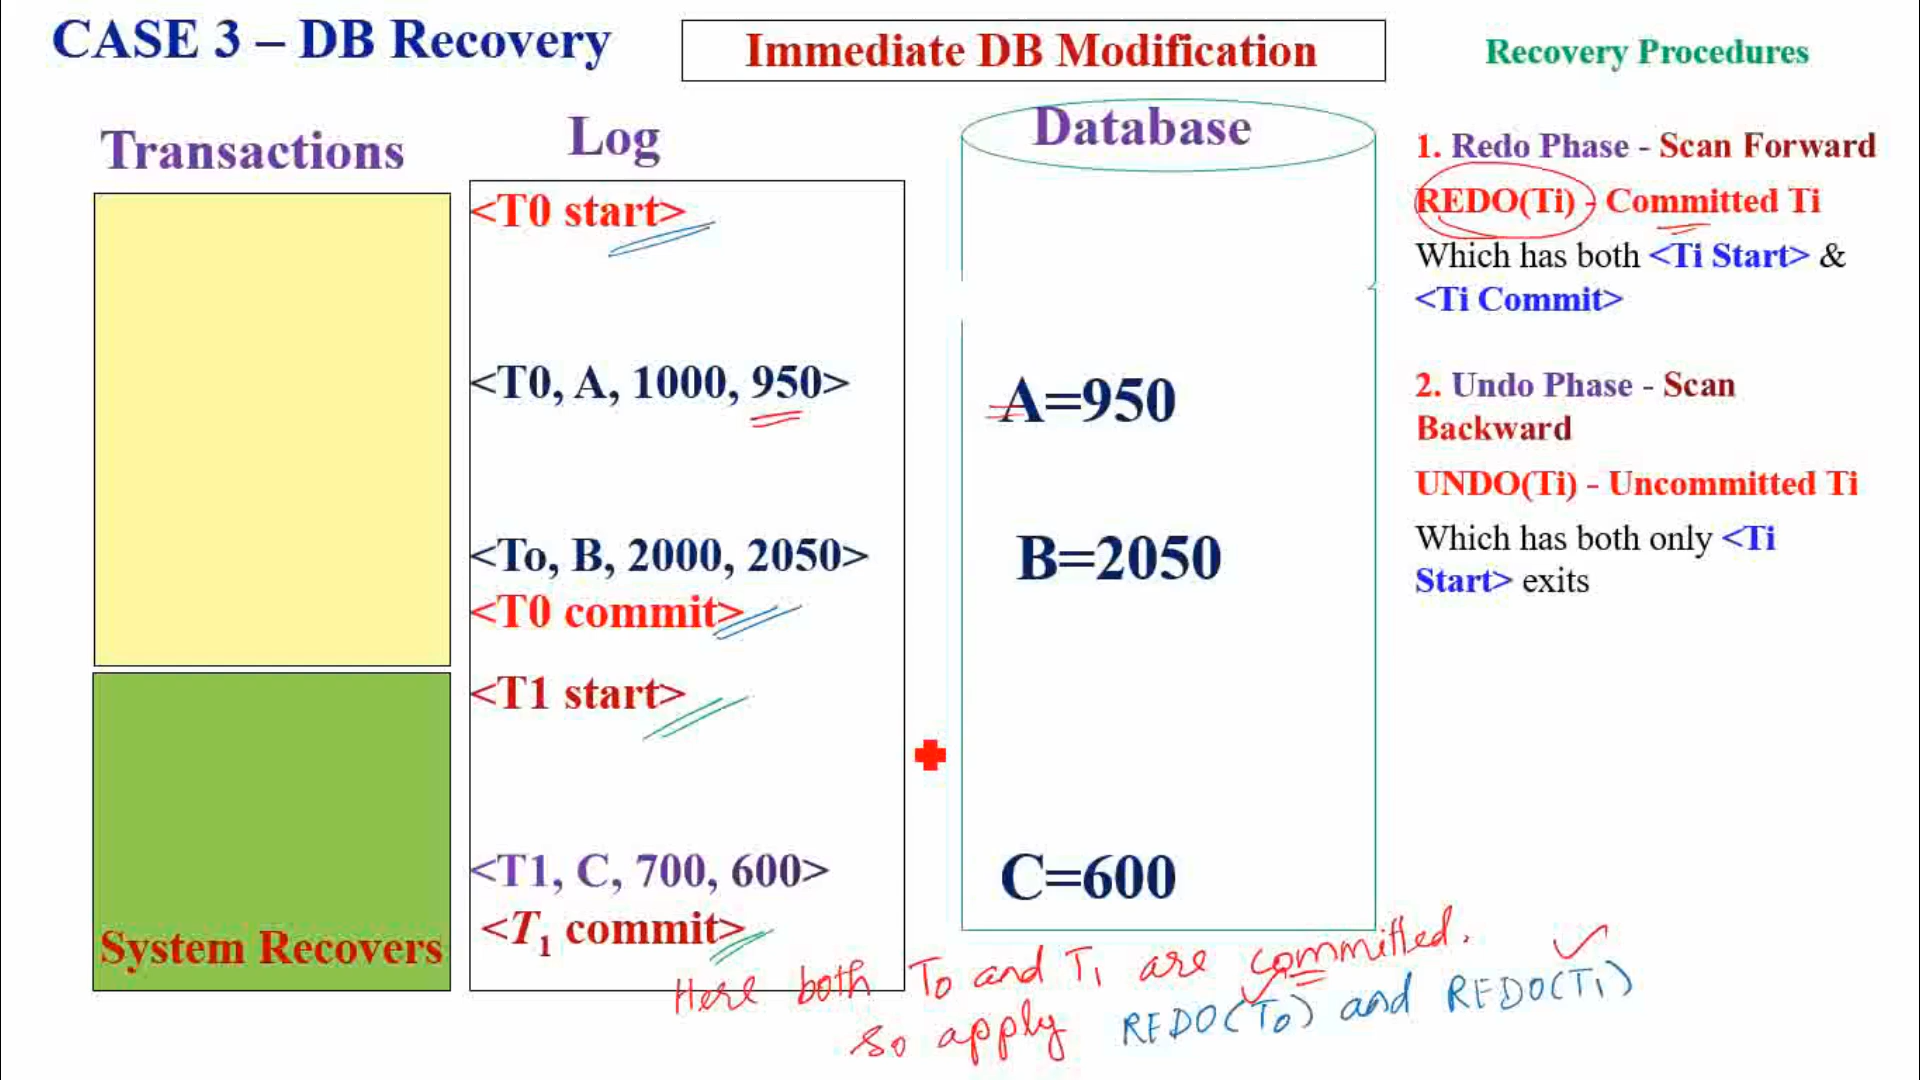 CASE 3 – DB Recovery
Immediate DB Modification
Recovery Procedures
Transactions
Log
Database
<T0 start>
<T0, A, 1000, 950>
<To, B, 2000, 2050>
<T0 commit>
<T1 start>
<T1, C, 700, 600>
<T1 commit>
System Recovers
A=950
B=2050
C=600
1. Redo Phase - Scan Forward
REDO(Ti) - Committed Ti
Which has both <Ti Start> &
<Ti Commit>
2. Undo Phase - Scan
Backward
UNDO(Ti) - Uncommitted Ti
Which has both only <Ti
Start> exits
Here both T0 and T1 are committed.
So apply REDO(T0) and REDO(T1)